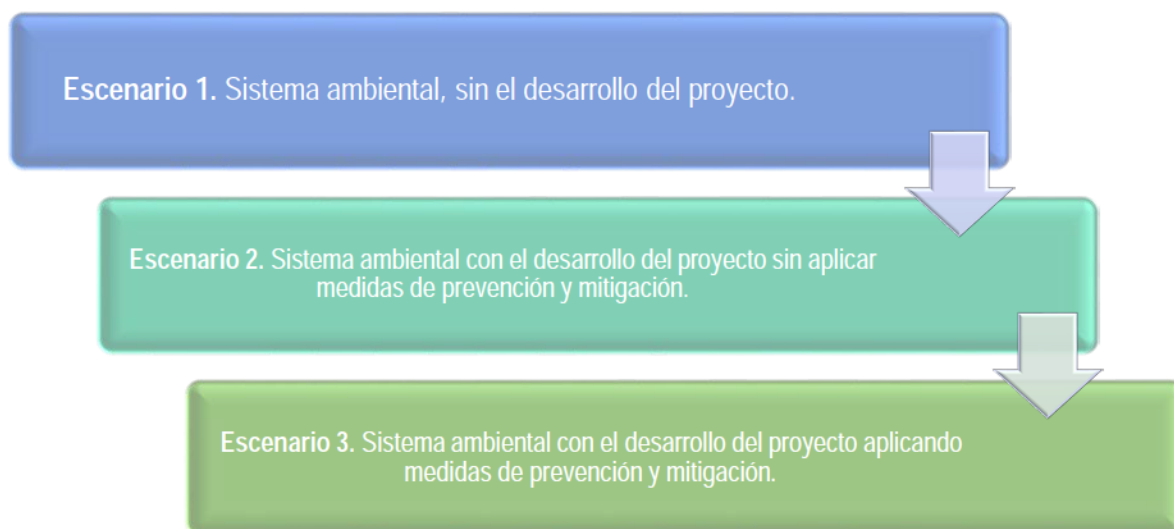 Escenario 1. Sistema ambiental, sin el desarrollo del proyecto.
Escenario 2. Sistema ambiental con el desarrollo del proyecto sin aplicar
medidas de prevención y mitigación.
Escenario 3. Sistema ambiental con el desarrollo del proyecto aplicando
medidas de prevención y mitigación.